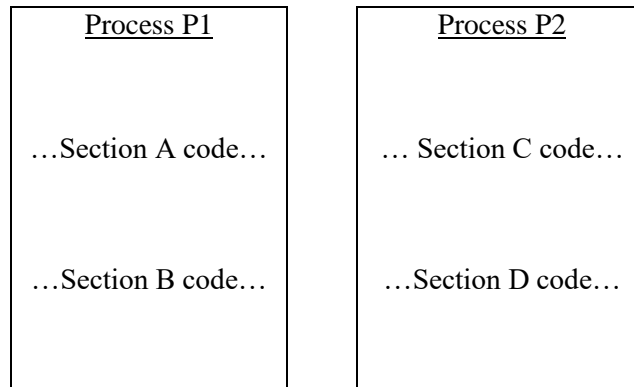 Process P1
…Section A code…
…Section B code…
Process P2
… Section C code…
…Section D code…